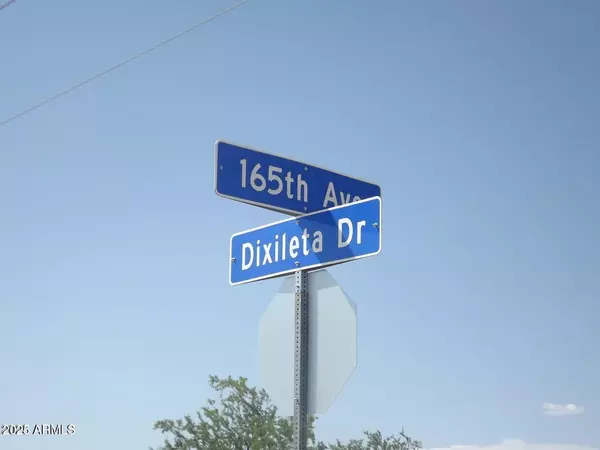 165th Ave
Dixileta Dr
2025 ARMLS